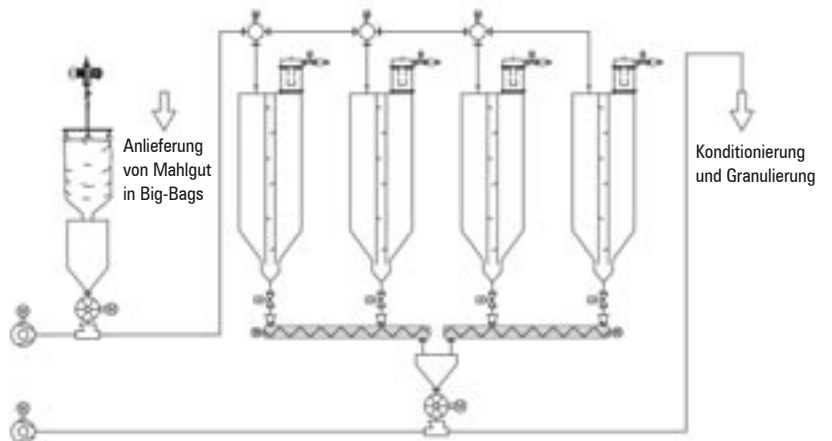 Anlieferung
von Mahlgut
in Big-Bags
Konditionierung
und Granulierung